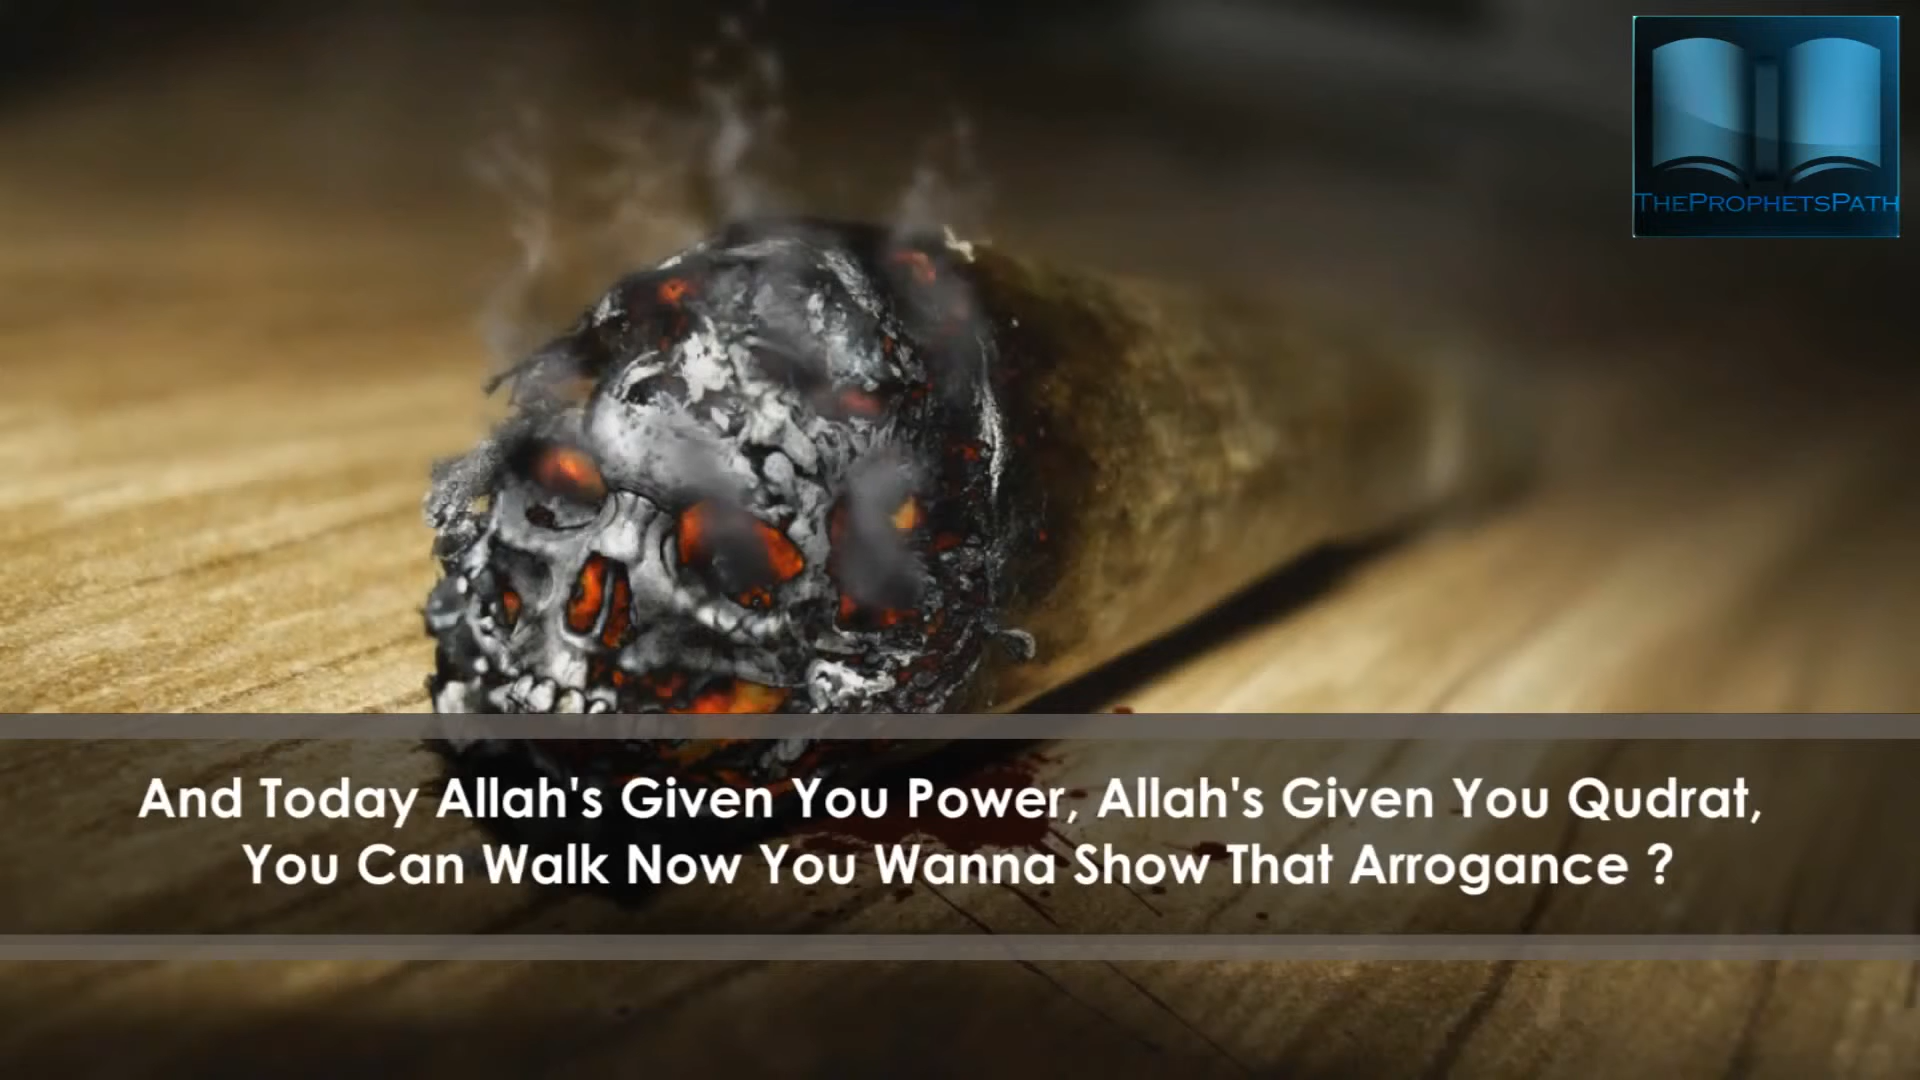 THEPROPHETSPATH
And Today Allah's Given You Power, Allah's Given You Qudrat,
You Can Walk Now You Wanna Show That Arrogance ?